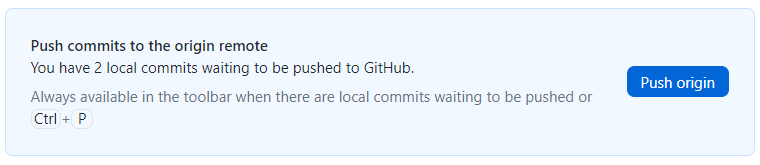 Push commits to the origin remote
You have 2 local commits waiting to be pushed to GitHub.
Always available in the toolbar when there are local commits waiting to be pushed or
Ctrl + P
Push origin